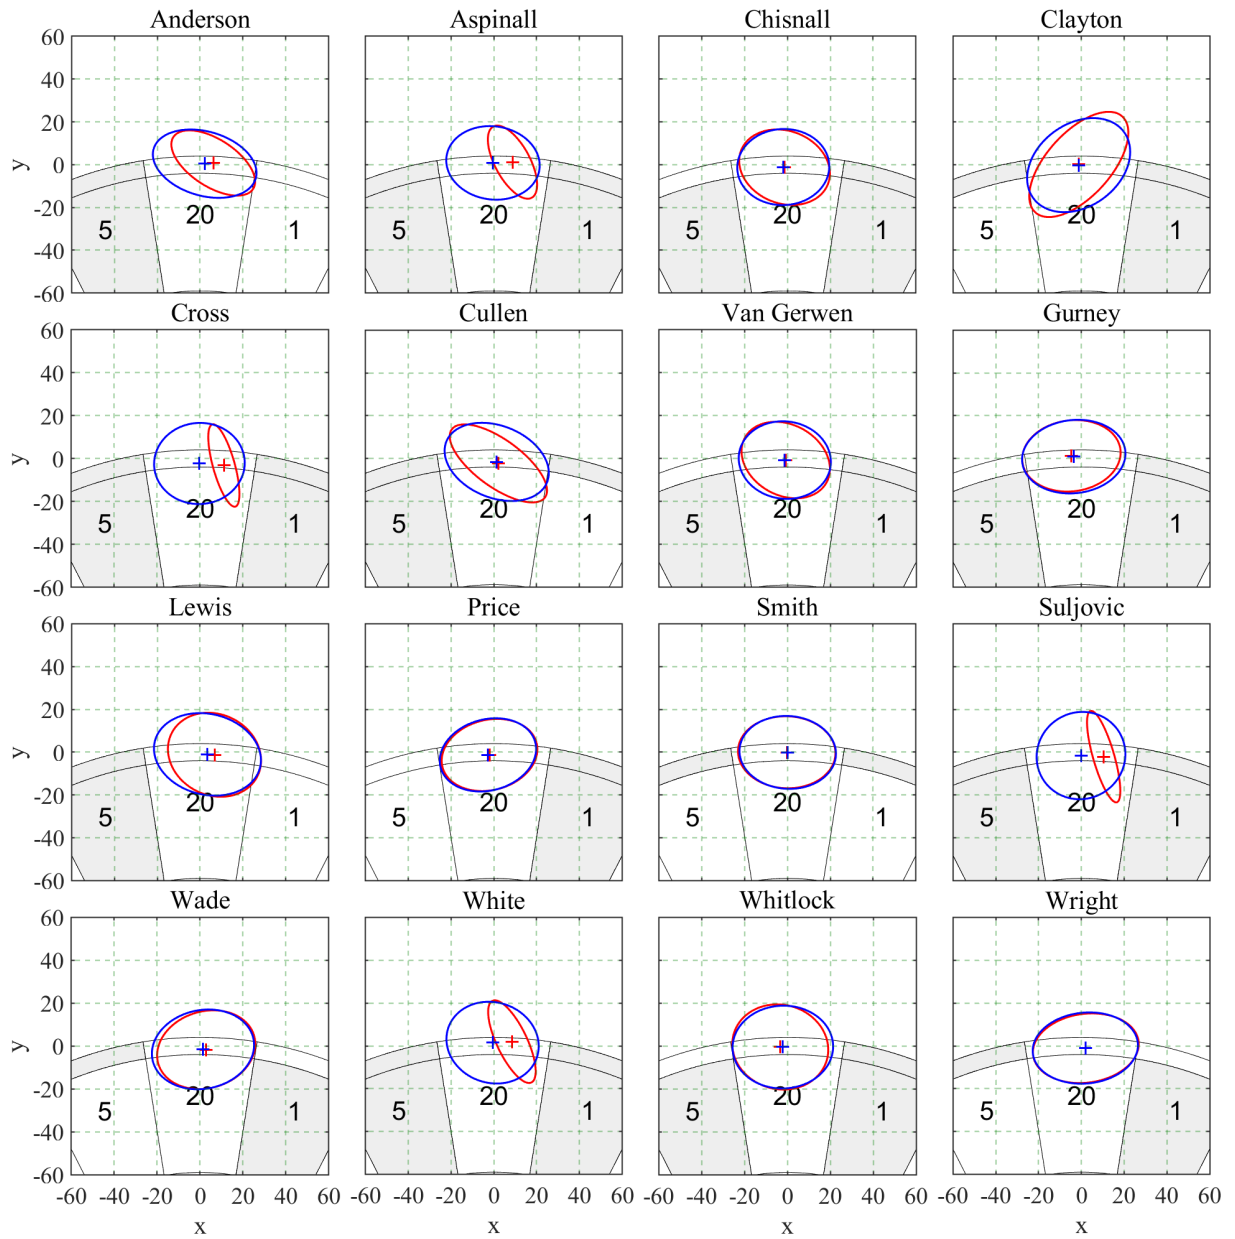 Anderson Aspinall Chisnall Clayton
60
40
20
0
-20
-40
-60
y
5 20 1 5 20 1 5 20 1 5 20 1
Cross Cullen Van Gerwen Gurney
60
40
20
0
-20
-40
-60
y
5 20 1 5 20 1 5 20 1 5 20 1
Lewis Price Smith Suljovic
60
40
20
0
-20
-40
-60
y
5 20 1 5 20 1 5 20 1 5 20 1
Wade White Whitlock Wright
60
40
20
0
-20
-40
-60
y
5 20 1 5 20 1 5 20 1 5 20 1
-60 -40 -20 0 20 40 60 -60 -40 -20 0 20 40 60 -60 -40 -20 0 20 40 60 -60 -40 -20 0 20 40 60
x x x x